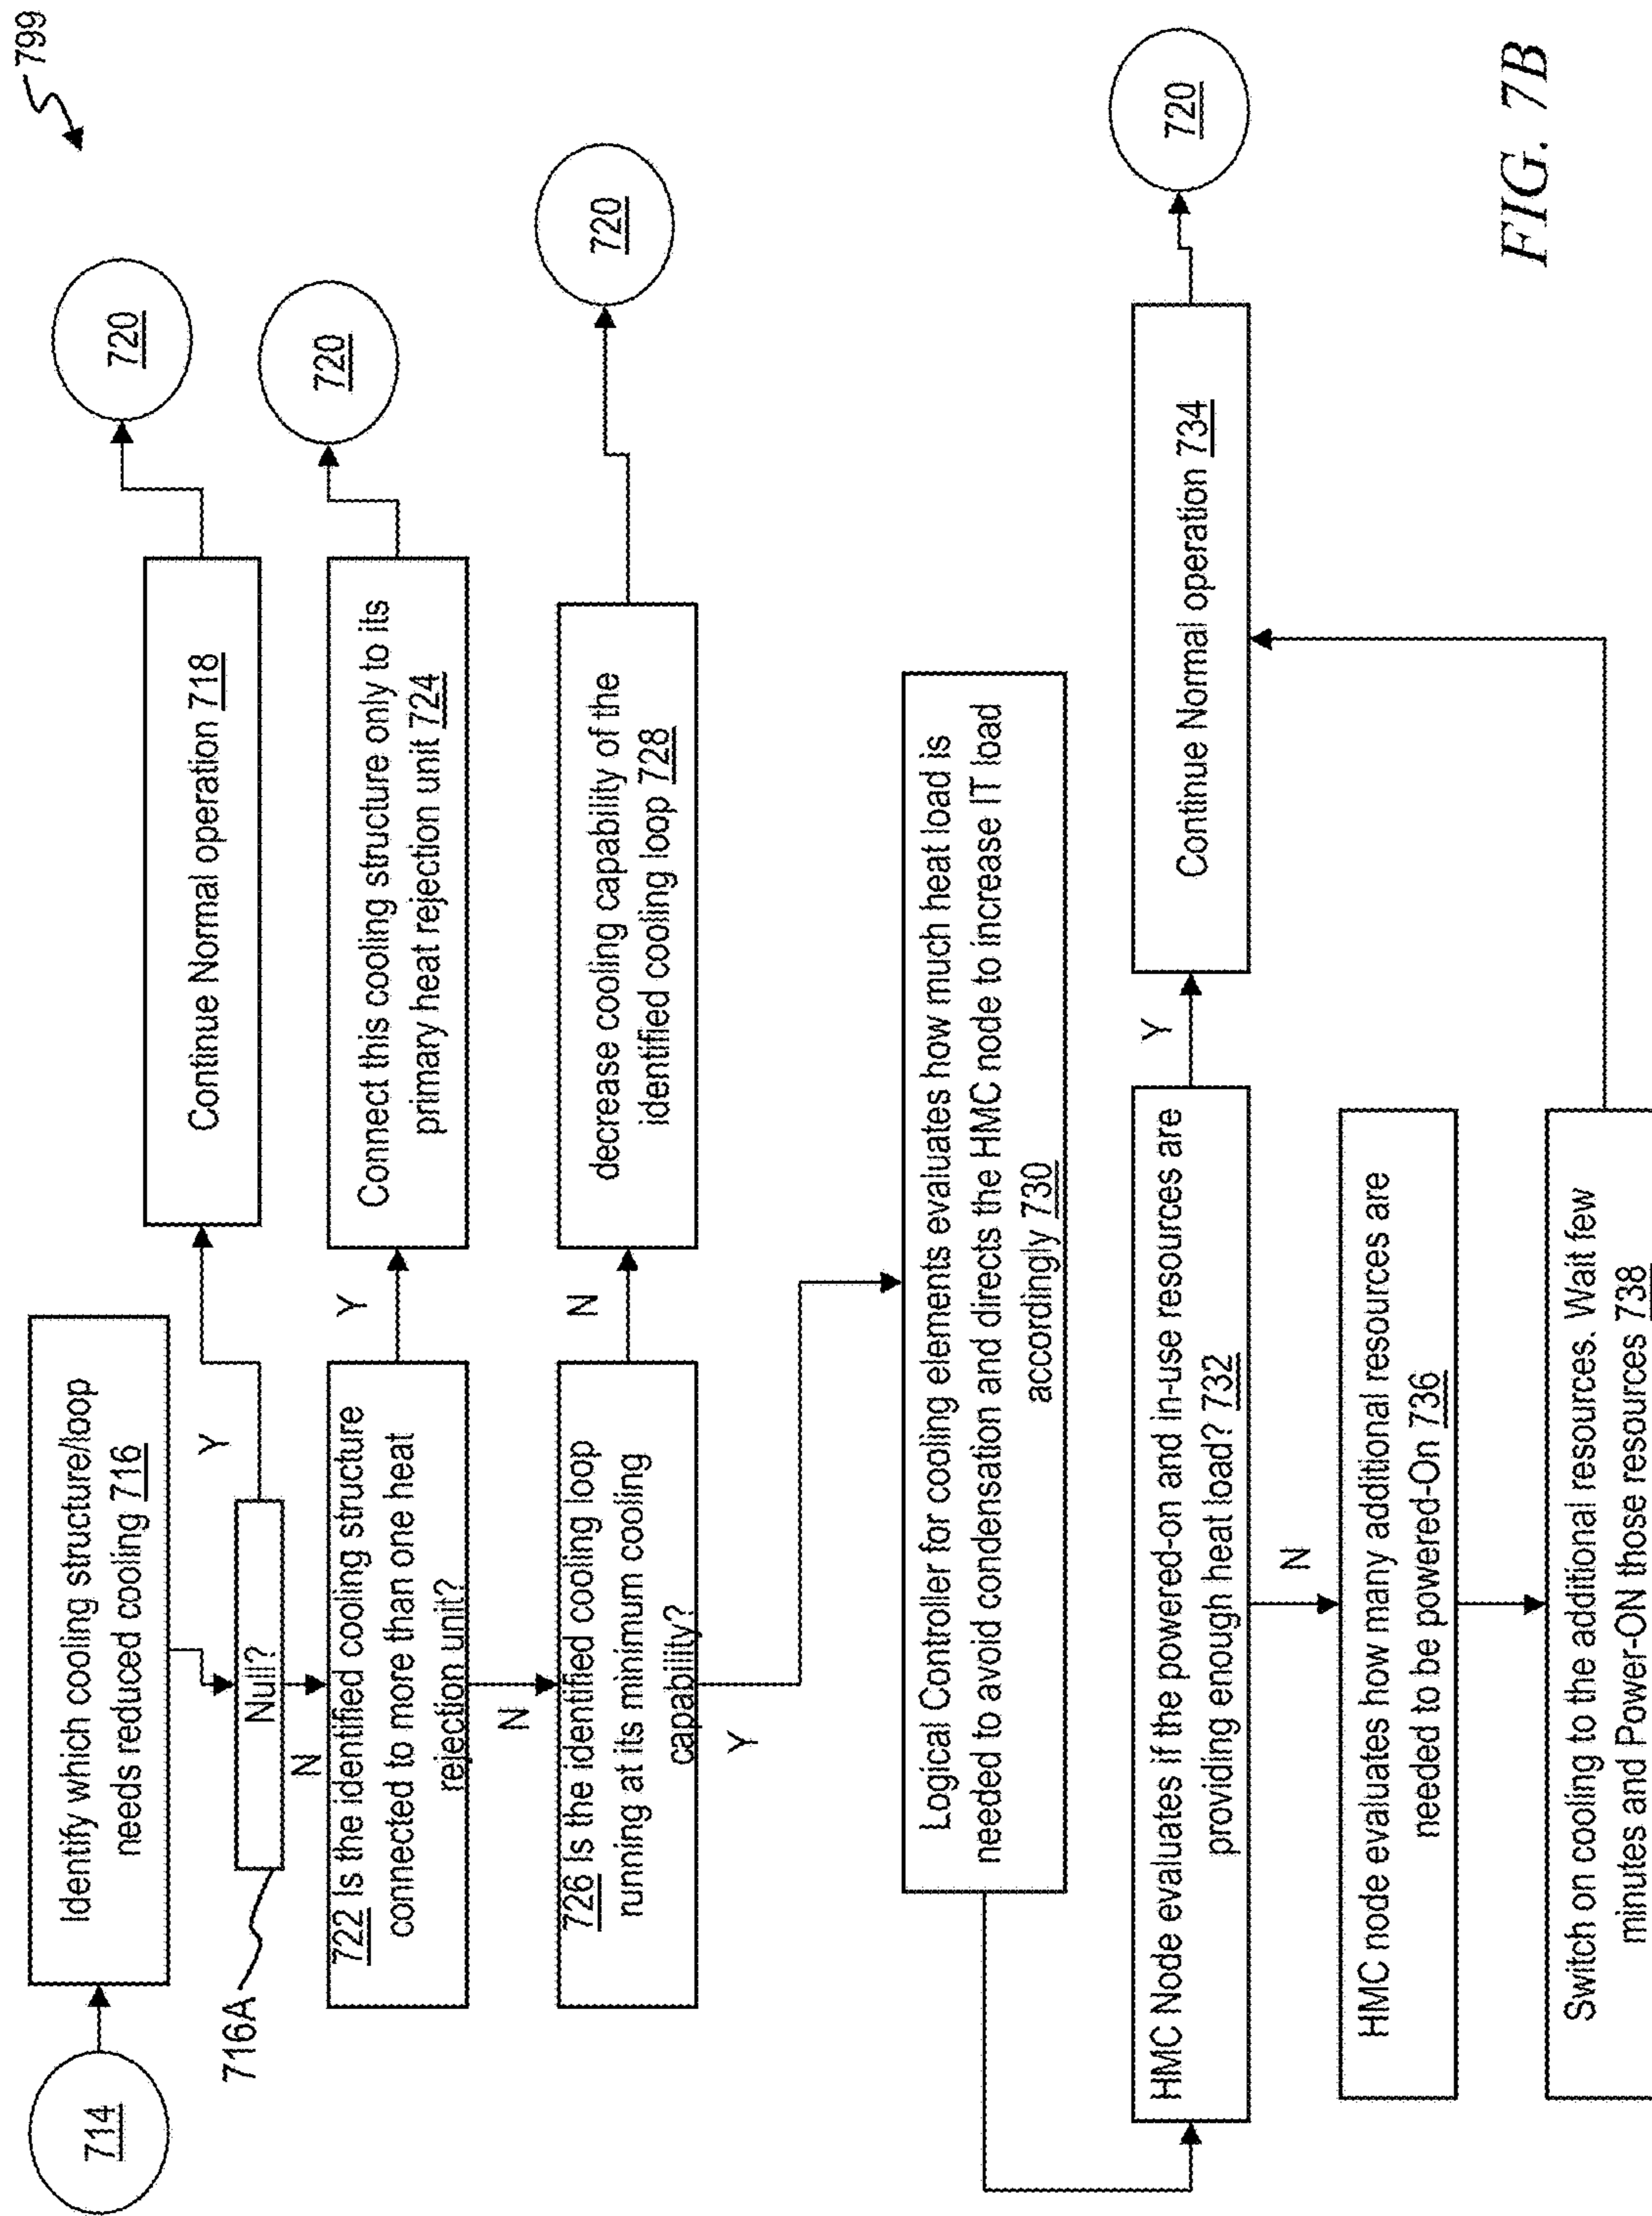 799
714
Identify which cooling structure/loop
needs reduced cooling 716
716A
Null?
Y
Continue Normal operation 718
720
N
722 Is the identified cooling structure
connected to more than one heat
rejection unit?
Y
Connect this cooling structure only to its
primary heat rejection unit 724
720
N
726 Is the identified cooling loop
running at its minimum cooling
capability?
N
decrease cooling capability of the
identified cooling loop 728
720
Y
Logical Controller for cooling elements evaluates how much heat load is
needed to avoid condensation and directs the HMC node to increase IT load
accordingly 730
HMC Node evaluates if the powered-on and in-use resources are
providing enough heat load? 732
Y
Continue Normal operation 734
720
N
HMC node evaluates how many additional resources are
needed to be powered-On 736
Switch on cooling to the additional resources. Wait few
minutes and Power-ON those resources 738
FIG. 7B